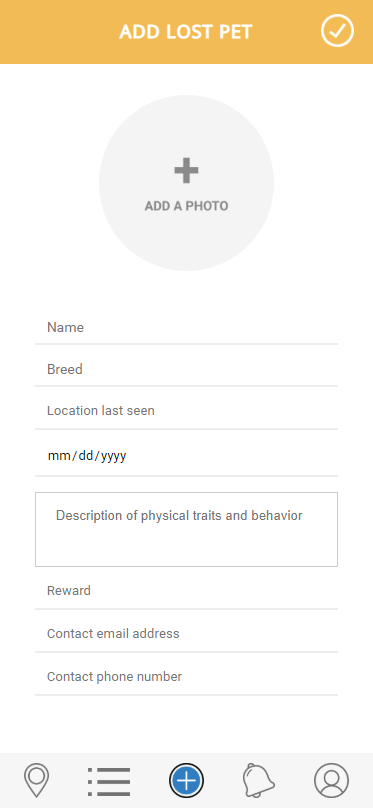 ADD LOST PET
ADD A PHOTO
Name
Breed
Location last seen
mm/dd/yyyy
Description of physical traits and behavior
Reward
Contact email address
Contact phone number